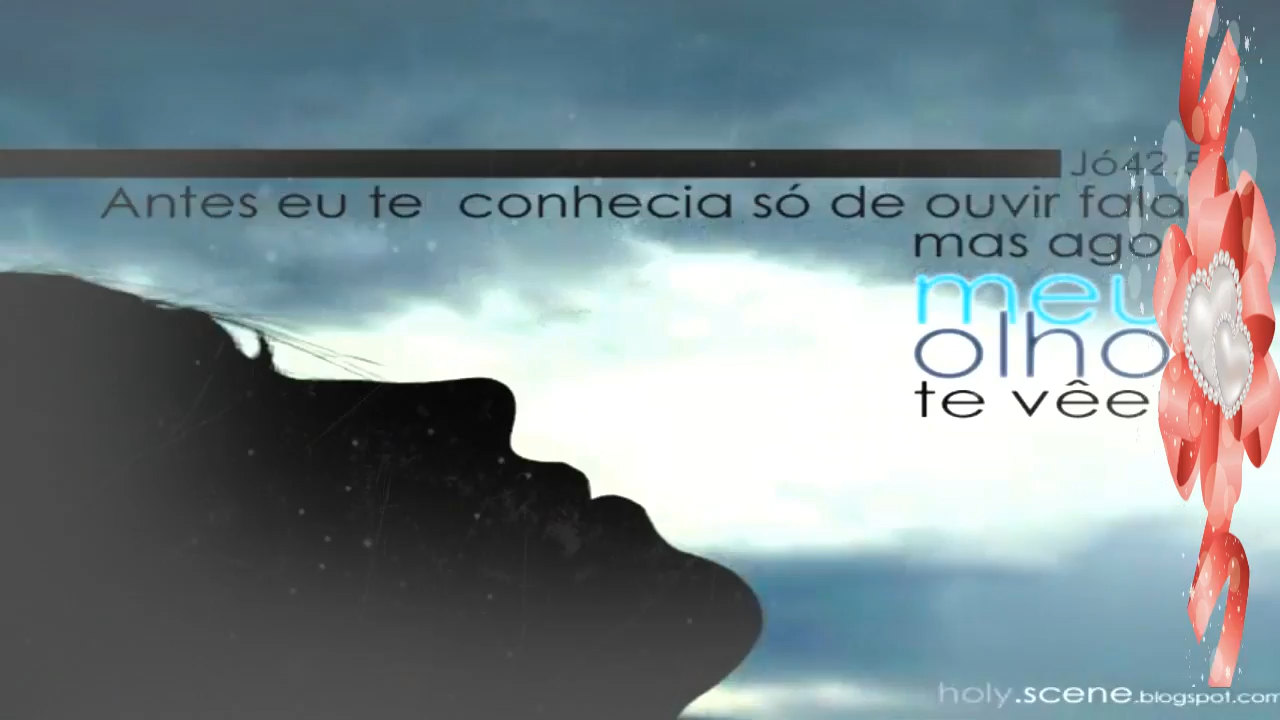 Jó42,5
Antes eu te conhecia só de ouvir fala
mas ago
meu
olho
te vêe
holy.scene.blogspot.com